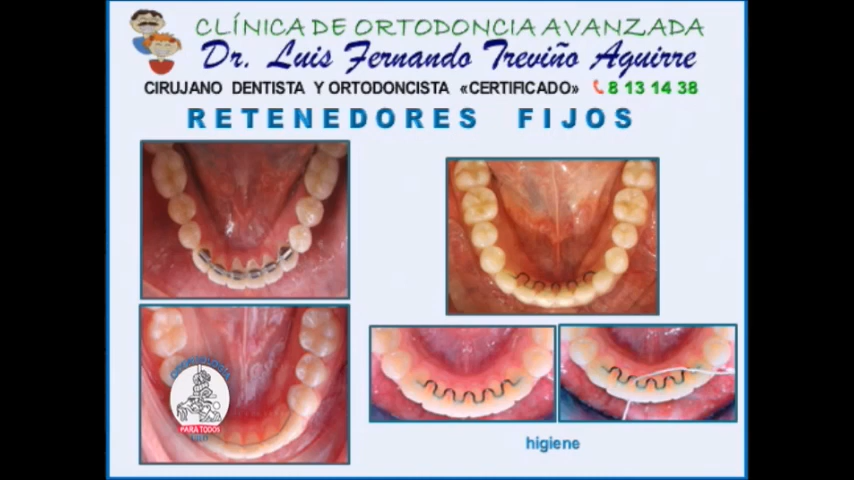 CLÍNICA DE ORTODONCIA AVANZADA
Dr. Luis Fernando Treviño Aguirre
CIRUJANO DENTISTA Y ORTODONCISTA «CERTIFICADO» 8 13 14 38
RETENEDORES FIJOS
PARA TODOS
higiene